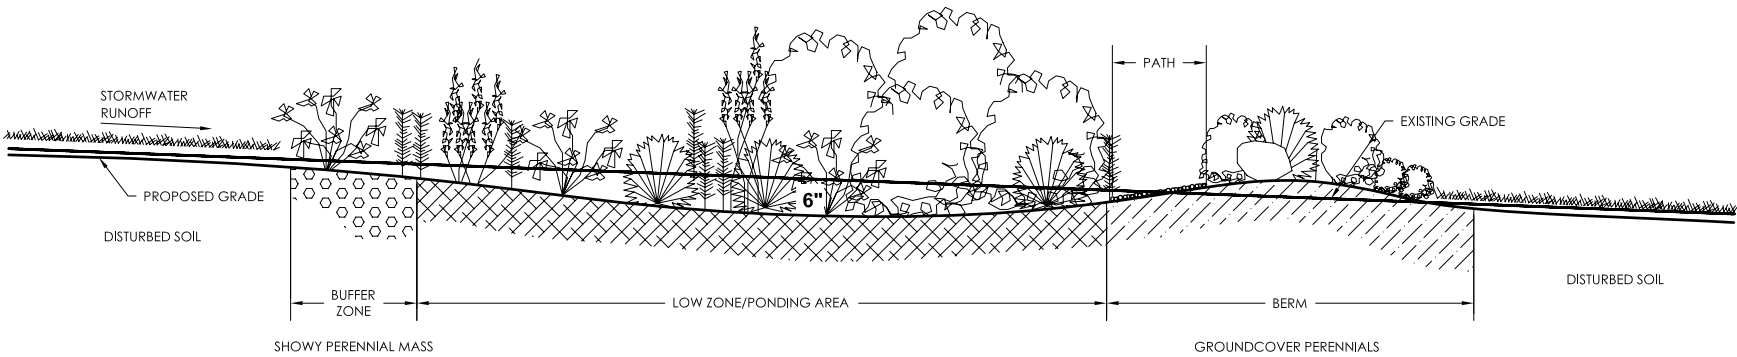 PATH
STORMWATER
RUNOFF
EXISTING GRADE
PROPOSED GRADE
6"
DISTURBED SOIL
DISTURBED SOIL
BUFFER
ZONE
LOW ZONE/PONDING AREA
BERM
SHOWY PERENNIAL MASS
GROUNDCOVER PERENNIALS